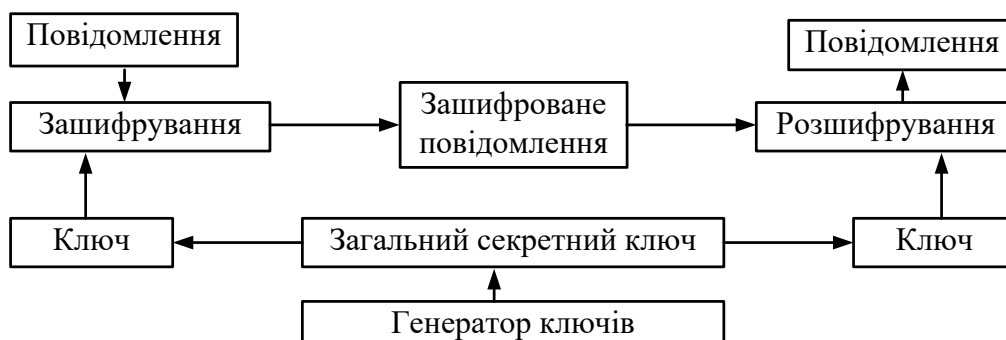 Повідомлення
Повідомлення
Зашифрування
Зашифроване
повідомлення
Розшифрування
Ключ
Загальний секретний ключ
Ключ
Генератор ключів